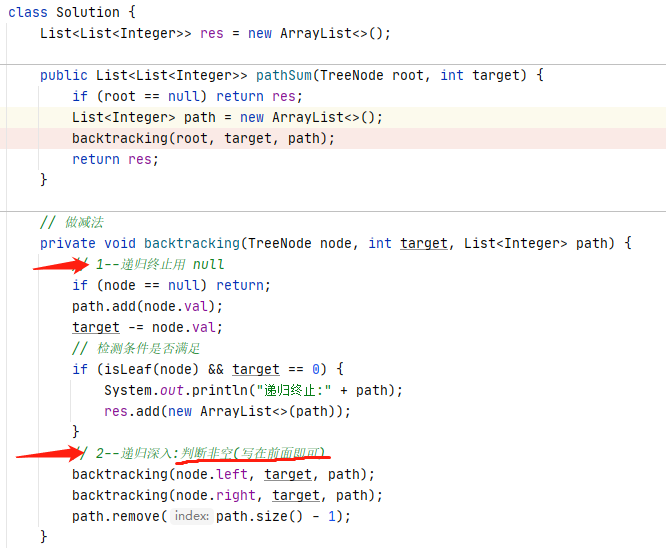 class Solution {
List<List<Integer>> res = new ArrayList<>();
public List<List<Integer>> pathSum(TreeNode root, int target) {
if (root == null) return res;
List<Integer> path = new ArrayList<>();
backtracking(root, target, path);
return res;
}
// 做减法
private void backtracking(TreeNode node, int target, List<Integer> path) {
// 1--递归终止用 null
if (node == null) return;
path.add(node.val);
target -= node.val;
// 检测条件是否满足
if (isLeaf(node) && target == 0) {
System.out.println("递归终止:" + path);
res.add(new ArrayList<>(path));
}
// 2--递归深入:判断非空(写在前面即可)
backtracking(node.left, target, path);
backtracking(node.right, target, path);
path.remove( index: path.size() - 1);
}